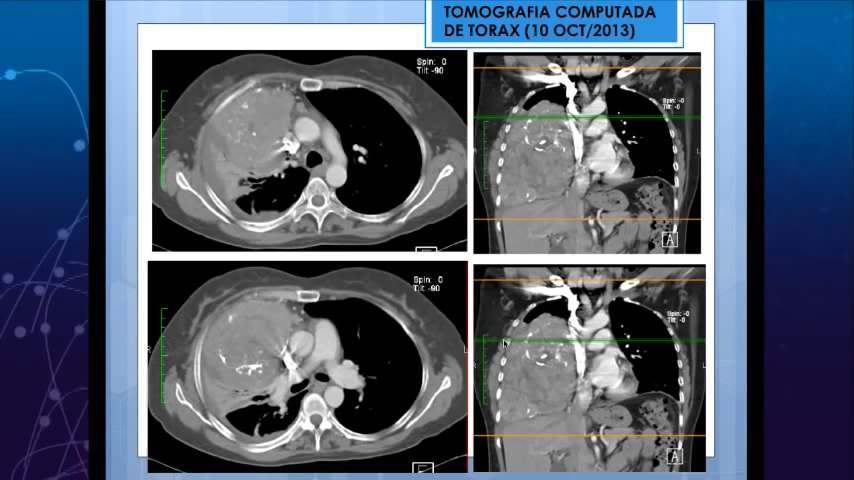 TOMOGRAFIA COMPUTADA
DE TORAX (10 OCT/2013)
Spin: 0
Tilt: -90
Spin: -0
Tilt: -0
R
L
A
Spin: 0
Tilt: -90
Spin: -0
Tilt: -0
R
L
R
L
A